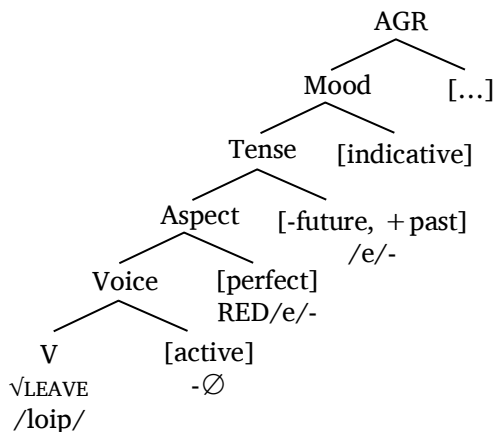 AGR
Mood […]
Tense [indicative]
Aspect [-future, +past]
/e/-
Voice [perfect]
RED/e/-
V [active]
√LEAVE -∅
/loip/